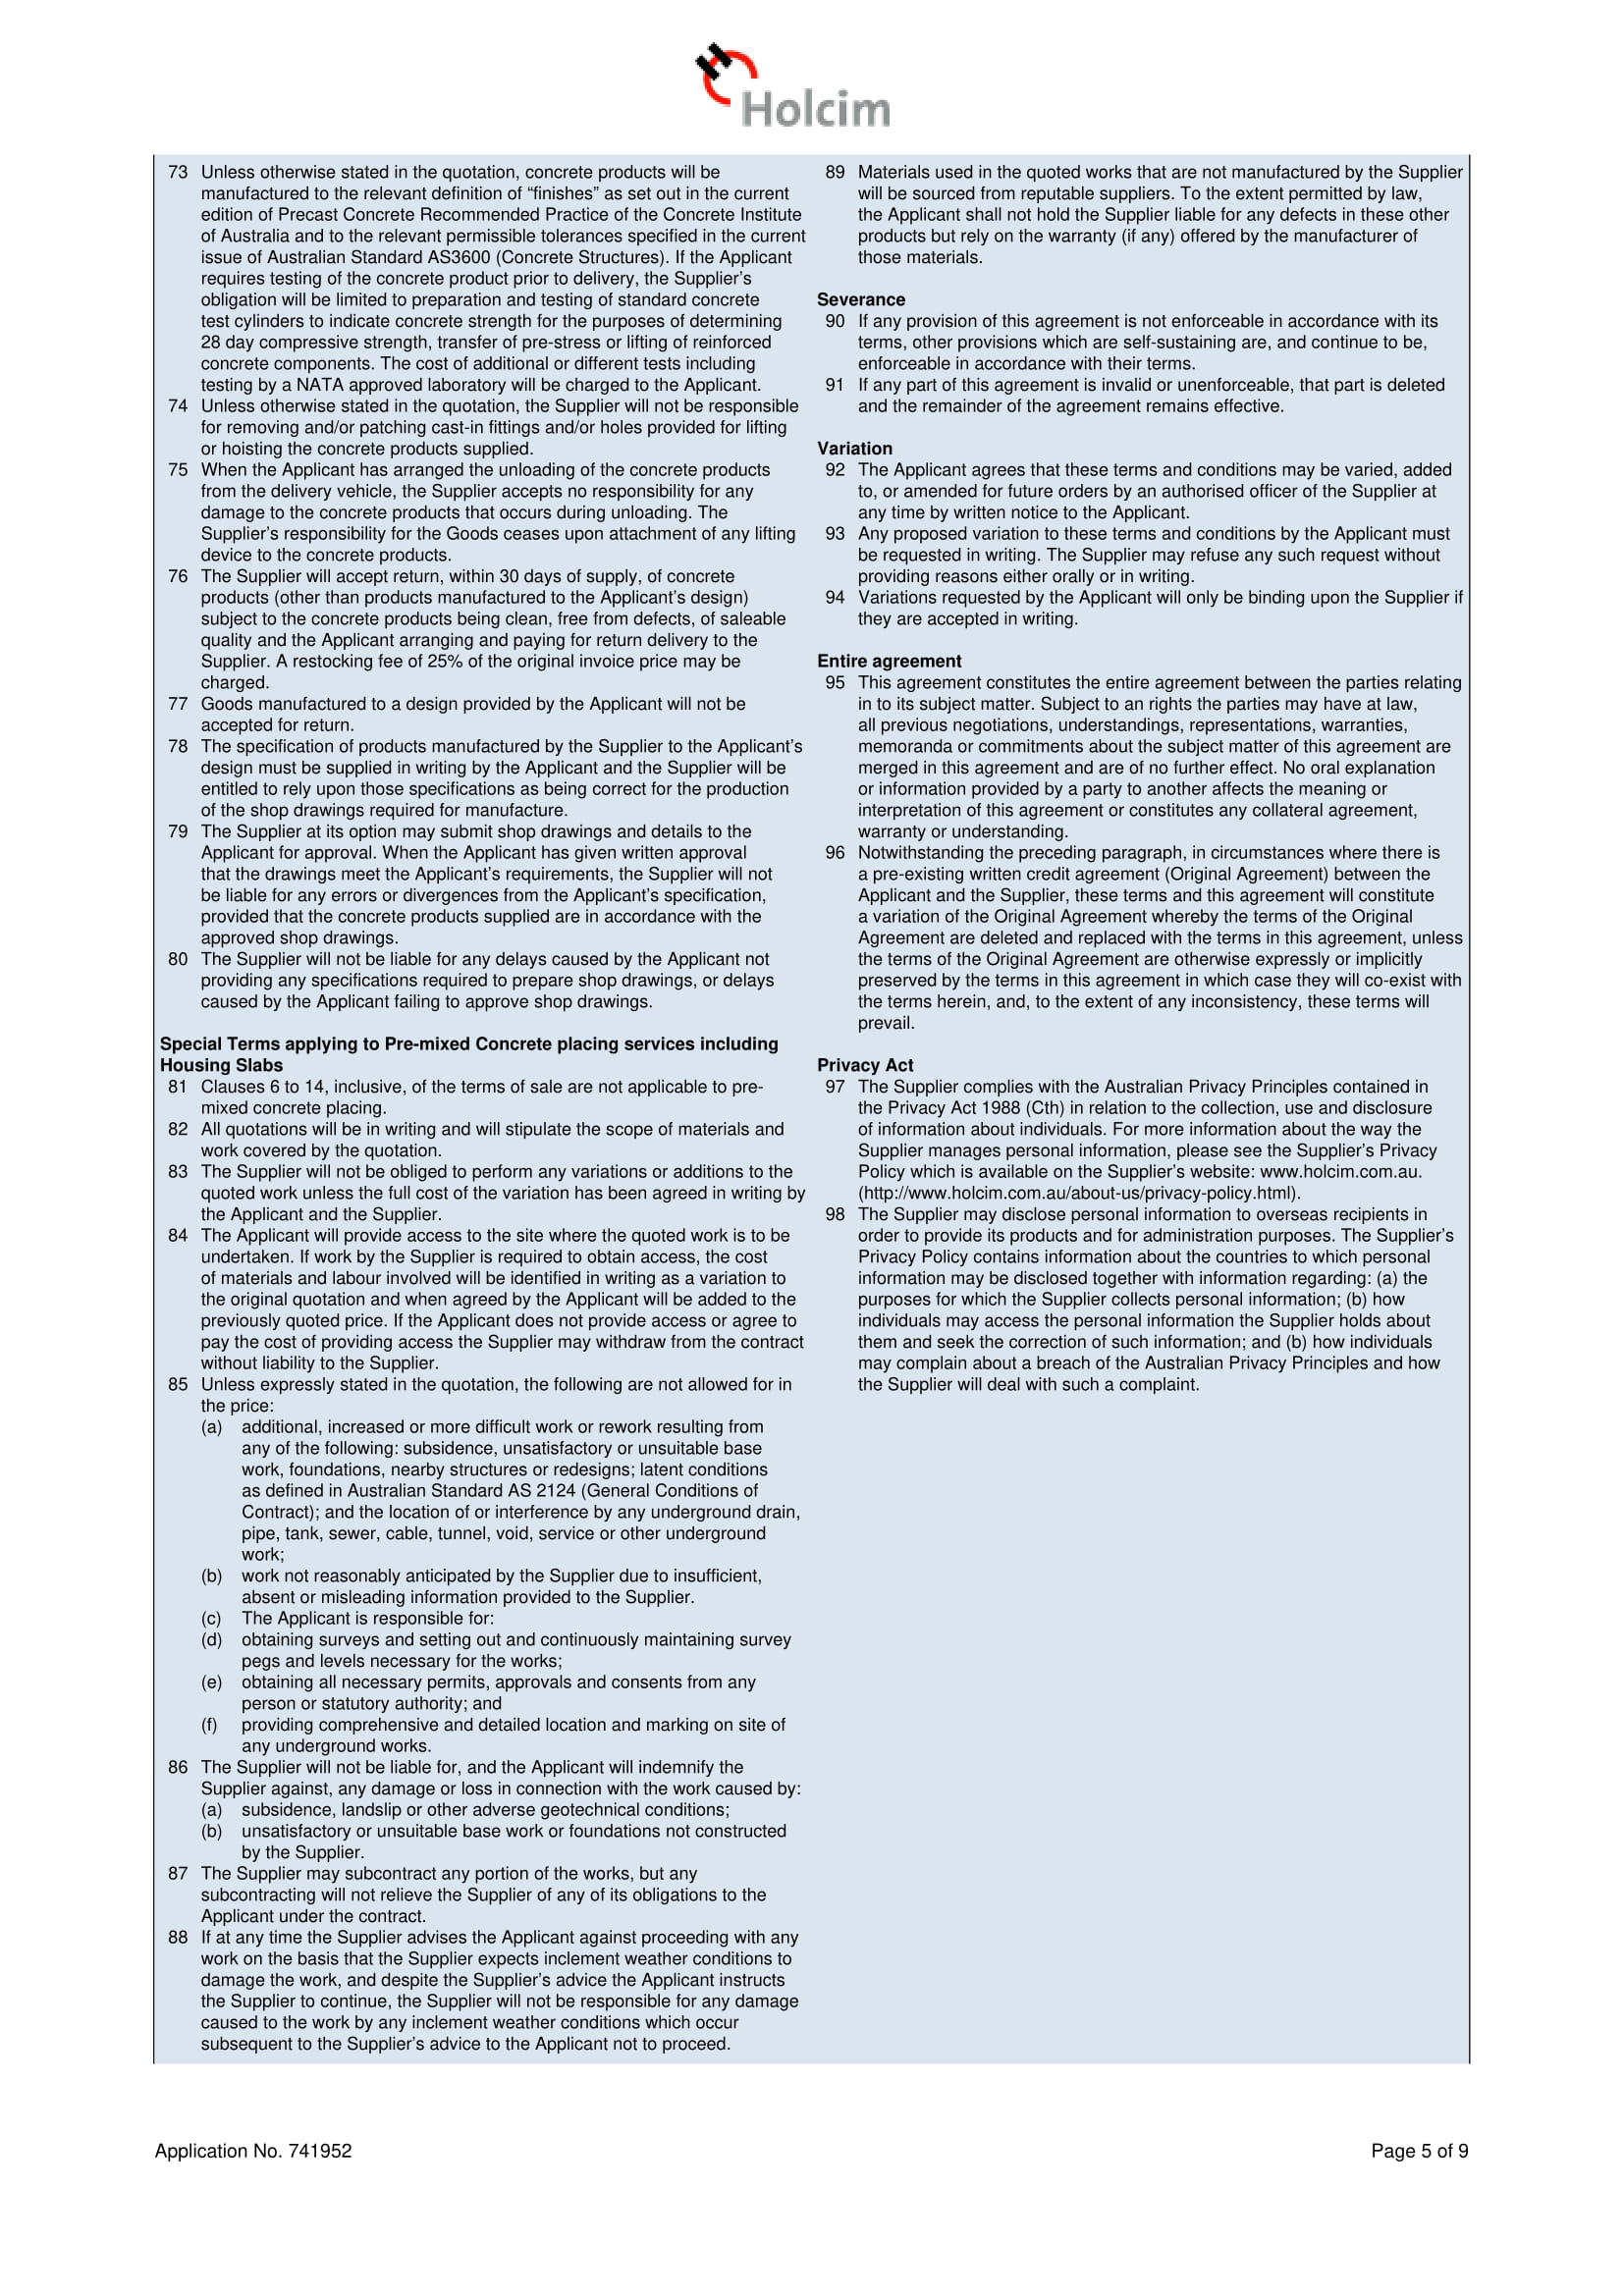 Holcim
73 Unless otherwise stated in the quotation, concrete products will be
manufactured to the relevant definition of “finishes” as set out in the current
edition of Precast Concrete Recommended Practice of the Concrete Institute
of Australia and to the relevant permissible tolerances specified in the current
issue of Australian Standard AS3600 (Concrete Structures). If the Applicant
requires testing of the concrete product prior to delivery, the Supplier’s
obligation will be limited to preparation and testing of standard concrete
test cylinders to indicate concrete strength for the purposes of determining
28 day compressive strength, transfer of pre-stress or lifting of reinforced
concrete components. The cost of additional or different tests including
testing by a NATA approved laboratory will be charged to the Applicant.
74 Unless otherwise stated in the quotation, the Supplier will not be responsible
for removing and/or patching cast-in fittings and/or holes provided for lifting
or hoisting the concrete products supplied.
75 When the Applicant has arranged the unloading of the concrete products
from the delivery vehicle, the Supplier accepts no responsibility for any
damage to the concrete products that occurs during unloading. The
Supplier’s responsibility for the Goods ceases upon attachment of any lifting
device to the concrete products.
76 The Supplier will accept return, within 30 days of supply, of concrete
products (other than products manufactured to the Applicant’s design)
subject to the concrete products being clean, free from defects, of saleable
quality and the Applicant arranging and paying for return delivery to the
Supplier. A restocking fee of 25% of the original invoice price may be
charged.
77 Goods manufactured to a design provided by the Applicant will not be
accepted for return.
78 The specification of products manufactured by the Supplier to the Applicant’s
design must be supplied in writing by the Applicant and the Supplier will be
entitled to rely upon those specifications as being correct for the production
of the shop drawings required for manufacture.
79 The Supplier at its option may submit shop drawings and details to the
Applicant for approval. When the Applicant has given written approval
that the drawings meet the Applicant’s requirements, the Supplier will not
be liable for any errors or divergences from the Applicant’s specification,
provided that the concrete products supplied are in accordance with the
approved shop drawings.
80 The Supplier will not be liable for any delays caused by the Applicant not
providing any specifications required to prepare shop drawings, or delays
caused by the Applicant failing to approve shop drawings.
Special Terms applying to Pre-mixed Concrete placing services including
Housing Slabs
81 Clauses 6 to 14, inclusive, of the terms of sale are not applicable to pre-
mixed concrete placing.
82 All quotations will be in writing and will stipulate the scope of materials and
work covered by the quotation.
83 The Supplier will not be obliged to perform any variations or additions to the
quoted work unless the full cost of the variation has been agreed in writing by
the Applicant and the Supplier.
84 The Applicant will provide access to the site where the quoted work is to be
undertaken. If work by the Supplier is required to obtain access, the cost
of materials and labour involved will be identified in writing as a variation to
the original quotation and when agreed by the Applicant will be added to the
previously quoted price. If the Applicant does not provide access or agree to
pay the cost of providing access the Supplier may withdraw from the contract
without liability to the Supplier.
85 Unless expressly stated in the quotation, the following are not allowed for in
the price:
(a) additional, increased or more difficult work or rework resulting from
any of the following: subsidence, unsatisfactory or unsuitable base
work, foundations, nearby structures or redesigns; latent conditions
as defined in Australian Standard AS 2124 (General Conditions of
Contract); and the location of or interference by any underground drain,
pipe, tank, sewer, cable, tunnel, void, service or other underground
work;
(b) work not reasonably anticipated by the Supplier due to insufficient,
absent or misleading information provided to the Supplier.
(c) The Applicant is responsible for:
(d) obtaining surveys and setting out and continuously maintaining survey
pegs and levels necessary for the works;
(e) obtaining all necessary permits, approvals and consents from any
person or statutory authority; and
(f) providing comprehensive and detailed location and marking on site of
any underground works.
86 The Supplier will not be liable for, and the Applicant will indemnify the
Supplier against, any damage or loss in connection with the work caused by:
(a) subsidence, landslip or other adverse geotechnical conditions;
(b) unsatisfactory or unsuitable base work or foundations not constructed
by the Supplier.
87 The Supplier may subcontract any portion of the works, but any
subcontracting will not relieve the Supplier of any of its obligations to the
Applicant under the contract.
88 If at any time the Supplier advises the Applicant against proceeding with any
work on the basis that the Supplier expects inclement weather conditions to
damage the work, and despite the Supplier’s advice the Applicant instructs
the Supplier to continue, the Supplier will not be responsible for any damage
caused to the work by any inclement weather conditions which occur
subsequent to the Supplier’s advice to the Applicant not to proceed.
89 Materials used in the quoted works that are not manufactured by the Supplier
will be sourced from reputable suppliers. To the extent permitted by law,
the Applicant shall not hold the Supplier liable for any defects in these other
products but rely on the warranty (if any) offered by the manufacturer of
those materials.
Severance
90 If any provision of this agreement is not enforceable in accordance with its
terms, other provisions which are self-sustaining are, and continue to be,
enforceable in accordance with their terms.
91 If any part of this agreement is invalid or unenforceable, that part is deleted
and the remainder of the agreement remains effective.
Variation
92 The Applicant agrees that these terms and conditions may be varied, added
to, or amended for future orders by an authorised officer of the Supplier at
any time by written notice to the Applicant.
93 Any proposed variation to these terms and conditions by the Applicant must
be requested in writing. The Supplier may refuse any such request without
providing reasons either orally or in writing.
94 Variations requested by the Applicant will only be binding upon the Supplier if
they are accepted in writing.
Entire agreement
95 This agreement constitutes the entire agreement between the parties relating
in to its subject matter. Subject to an rights the parties may have at law,
all previous negotiations, understandings, representations, warranties,
memoranda or commitments about the subject matter of this agreement are
merged in this agreement and are of no further effect. No oral explanation
or information provided by a party to another affects the meaning or
interpretation of this agreement or constitutes any collateral agreement,
warranty or understanding.
96 Notwithstanding the preceding paragraph, in circumstances where there is
a pre-existing written credit agreement (Original Agreement) between the
Applicant and the Supplier, these terms and this agreement will constitute
a variation of the Original Agreement whereby the terms of the Original
Agreement are deleted and replaced with the terms in this agreement, unless
the terms of the Original Agreement are otherwise expressly or implicitly
preserved by the terms in this agreement in which case they will co-exist with
the terms herein, and, to the extent of any inconsistency, these terms will
prevail.
Privacy Act
97 The Supplier complies with the Australian Privacy Principles contained in
the Privacy Act 1988 (Cth) in relation to the collection, use and disclosure
of information about individuals. For more information about the way the
Supplier manages personal information, please see the Supplier’s Privacy
Policy which is available on the Supplier’s website: www.holcim.com.au.
(http://www.holcim.com.au/about-us/privacy-policy.html).
98 The Supplier may disclose personal information to overseas recipients in
order to provide its products and for administration purposes. The Supplier’s
Privacy Policy contains information about the countries to which personal
information may be disclosed together with information regarding: (a) the
purposes for which the Supplier collects personal information; (b) how
individuals may access the personal information the Supplier holds about
them and seek the correction of such information; and (b) how individuals
may complain about a breach of the Australian Privacy Principles and how
the Supplier will deal with such a complaint.
Application No. 741952
Page 5 of 9